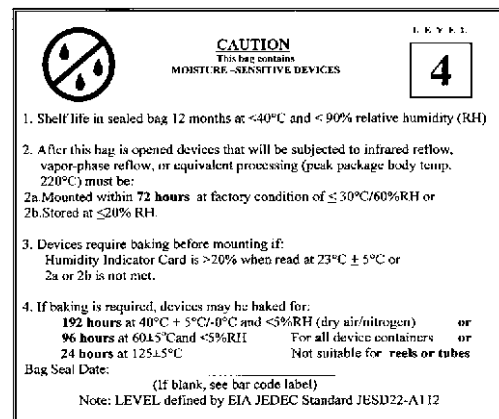 LEVEL
CAUTION
This bag contains
MOISTURE -SENSITIVE DEVICES
4
1. Shelf life in sealed bag 12 months at <40°C and < 90% relative humidity (RH)
2. After this bag is opened devices that will be subjected to infrared reflow,
vapor-phase reflow, or equivalent processing (peak package body temp.
220°C) must be:
2a.Mounted within 72 hours at factory condition of ≤ 30°C/60%RH or
2b.Stored at ≤20% RH.
3. Devices require baking before mounting if:
Humidity Indicator Card is >20% when read at 23°C ± 5°C or
2a or 2b is not met.
4. If baking is required, devices may be baked for:
192 hours at 40°C + 5°C/-0°C and <5%RH (dry air/nitrogen) or
96 hours at 60±5°Cand <5%RH For all device containers or
24 hours at 125±5°C Not suitable for reels or tubes
Bag Seal Date:
(If blank, see bar code label)
Note: LEVEL defined by EIA JEDEC Standard JESD22-A112